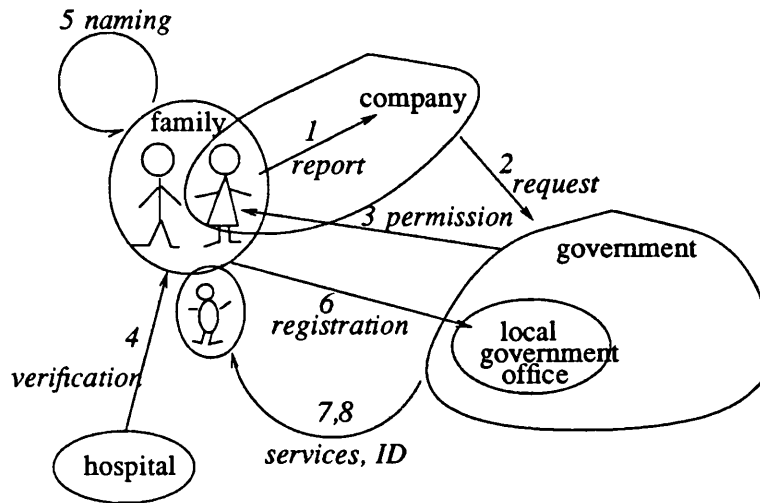 5 naming
family
company
1
report
2
request
3 permission
government
6
registration
local
government
office
4
verification
7,8
services, ID
hospital